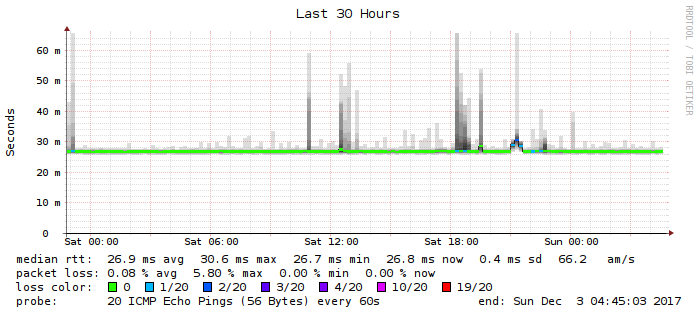 Last 30 Hours
RRDTOOL / TOBI OETIKER
Seconds
60 m
50 m
40 m
30 m
20 m
10 m
0
Sat 00:00 Sat 06:00 Sat 12:00 Sat 18:00 Sun 00:00
median rtt: 26.9 ms avg 30.6 ms max 26.7 ms min 26.8 ms now 0.4 ms sd 66.2 am/s
packet loss: 0.08 % avg 5.80 % max 0.00 % min 0.00 % now
loss color: 0 1/20 2/20 3/20 4/20 10/20 19/20
probe: 20 ICMP Echo Pings (56 Bytes) every 60s end: Sun Dec 3 04:45:03 2017